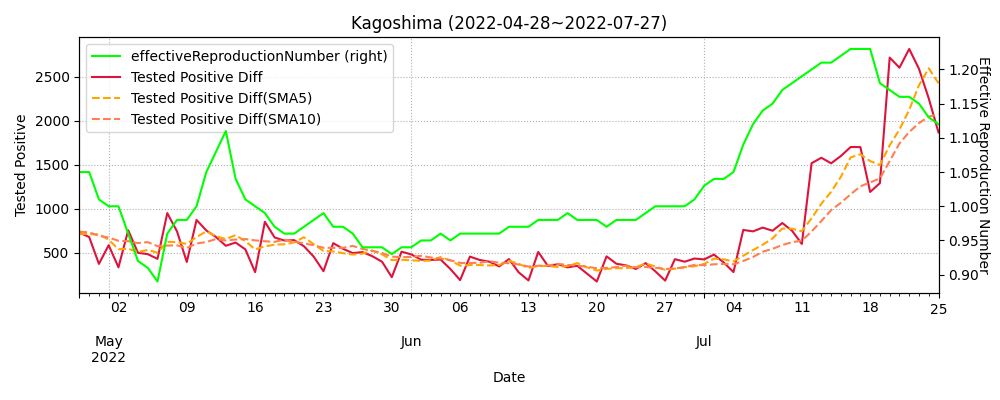 Kagoshima (2022-04-28~2022-07-27)
effectiveReproductionNumber (right)
Tested Positive Diff
Tested Positive Diff(SMA5)
Tested Positive Diff(SMA10)
Tested Positive
2500
2000
1500
1000
500
Effective Reproduction Number
1.20
1.15
1.10
1.05
1.00
0.95
0.90
02 09 16 23 30 06 13 20 27 04 11 18 25
May Jun Jul
2022
Date